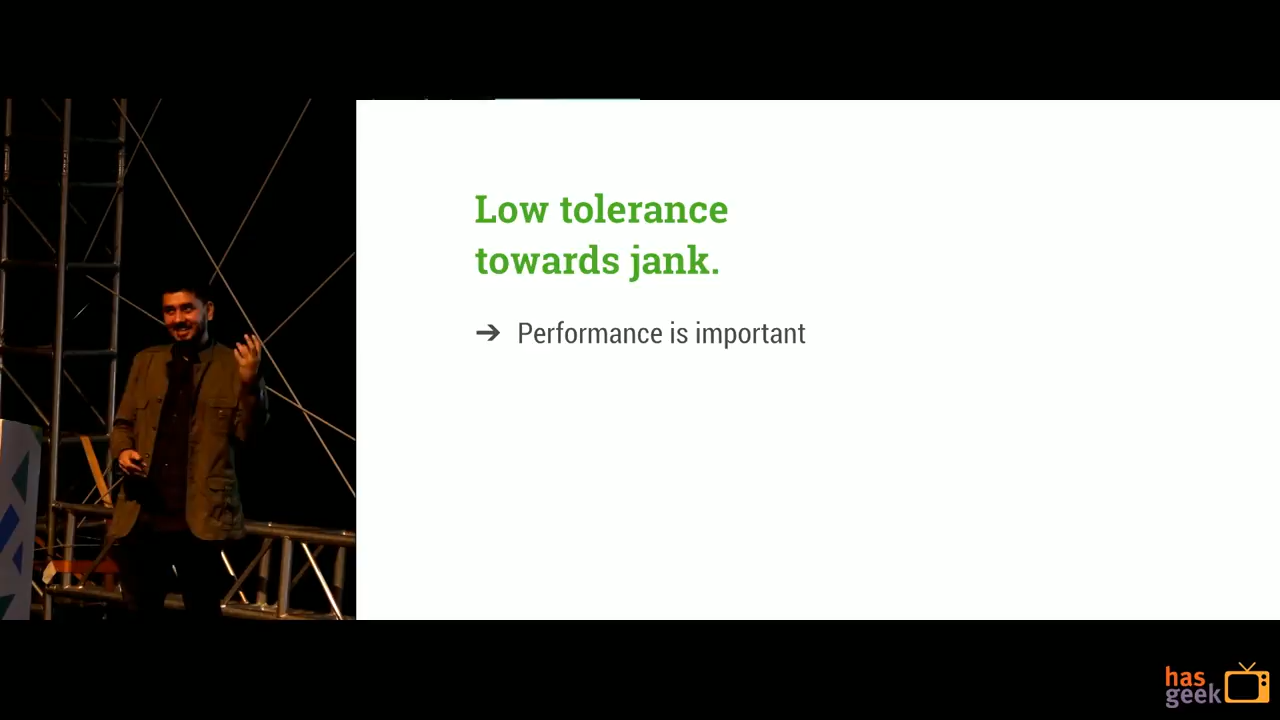 Low tolerance
towards jank.
➔ Performance is important
has
geek